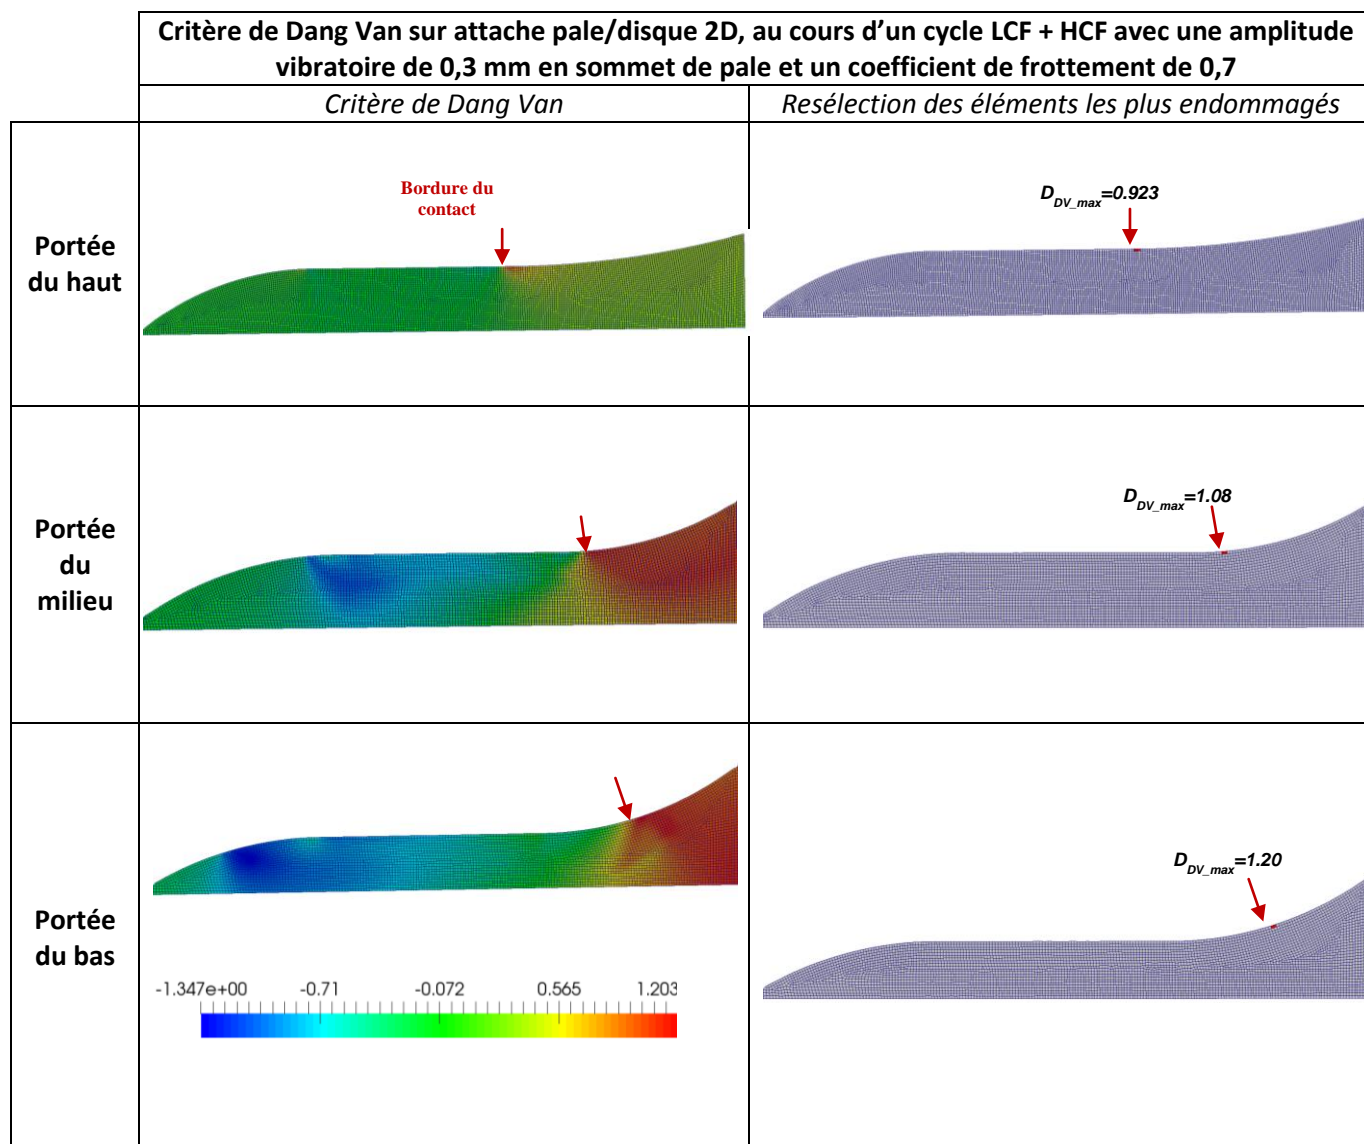 Critère de Dang Van sur attache pale/disque 2D, au cours d’un cycle LCF + HCF avec une amplitude
vibratoire de 0,3 mm en sommet de pale et un coefficient de frottement de 0,7
Critère de Dang Van
Resélection des éléments les plus endommagés
Portée
du haut
Bordure du
contact
D_DV_max=0.923
Portée
du
milieu
D_DV_max=1.08
Portée
du bas
D_DV_max=1.20
-1.347e+00 -0.71 -0.072 0.565 1.203